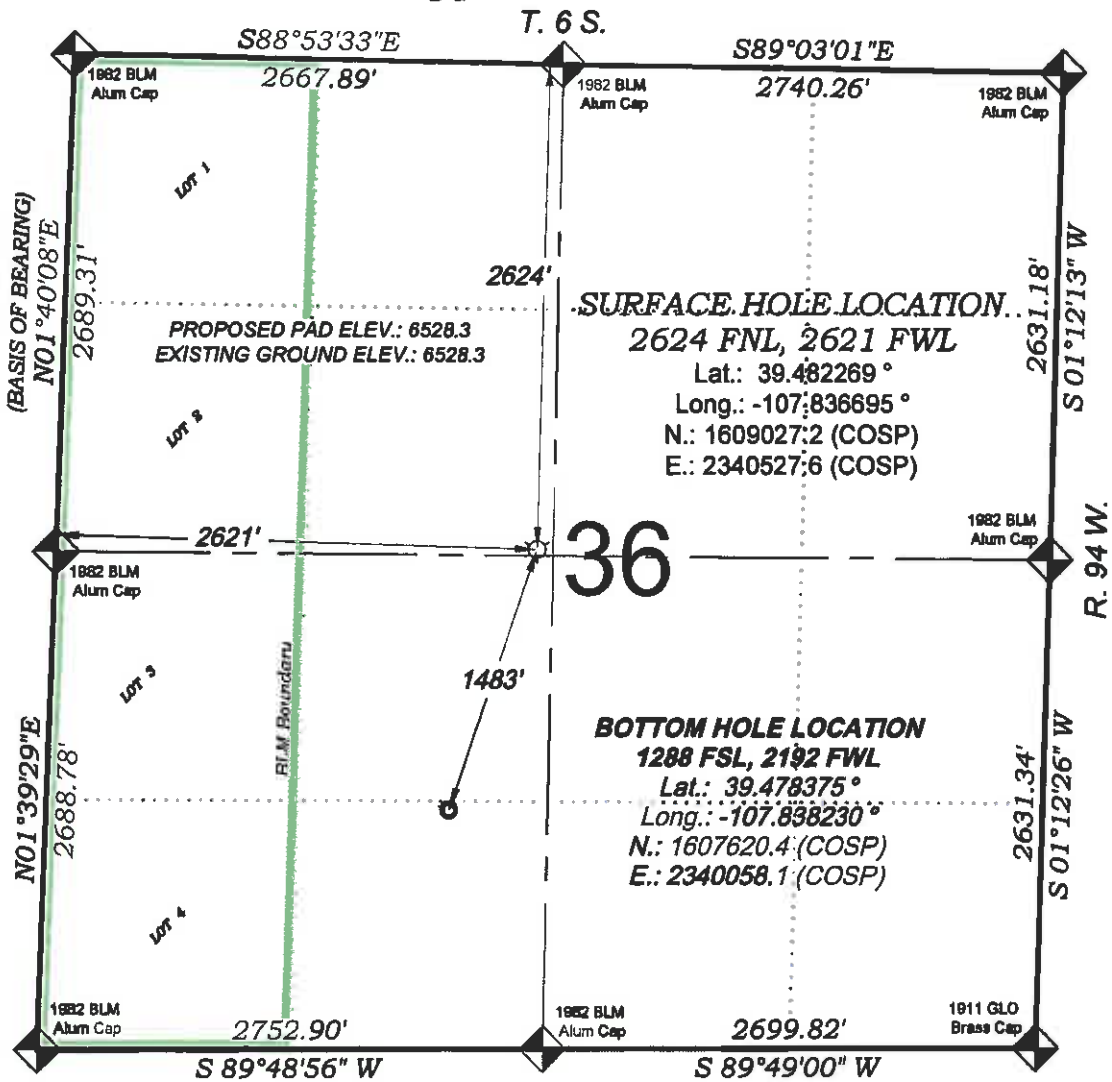 T. 6 S.
S88°53'33"E
2667.89'
S89°03'01"E
2740.26'
1982 BLM
Alum Cap
1982 BLM
Alum Cap
1982 BLM
Alum Cap
LOT 1
(BASIS OF BEARING)
N01°40'08"E
2689.31'
2624'
PROPOSED PAD ELEV.: 6528.3
EXISTING GROUND ELEV.: 6528.3
SURFACE HOLE LOCATION
2624 FNL, 2621 FWL
Lat.: 39.482269 °
Long.: -107.836695 °
N.: 1609027.2 (COSP)
E.: 2340527.6 (COSP)
2631.18'
S 01°12'13" W
LOT 2
2621'
36
1982 BLM
Alum Cap
1982 BLM
Alum Cap
R. 94 W.
BLM Boundary
LOT 3
1483'
N01°39'29"E
2688.78'
BOTTOM HOLE LOCATION
1288 FSL, 2192 FWL
Lat.: 39.478375 °
Long.: -107.838230 °
N.: 1607620.4 (COSP)
E.: 2340058.1 (COSP)
2631.34'
S 01°12'26" W
LOT 4
1982 BLM
Alum Cap
1982 BLM
Alum Cap
1911 GLO
Brass Cap
2752.90'
S 89°48'56" W
2699.82'
S 89°49'00" W